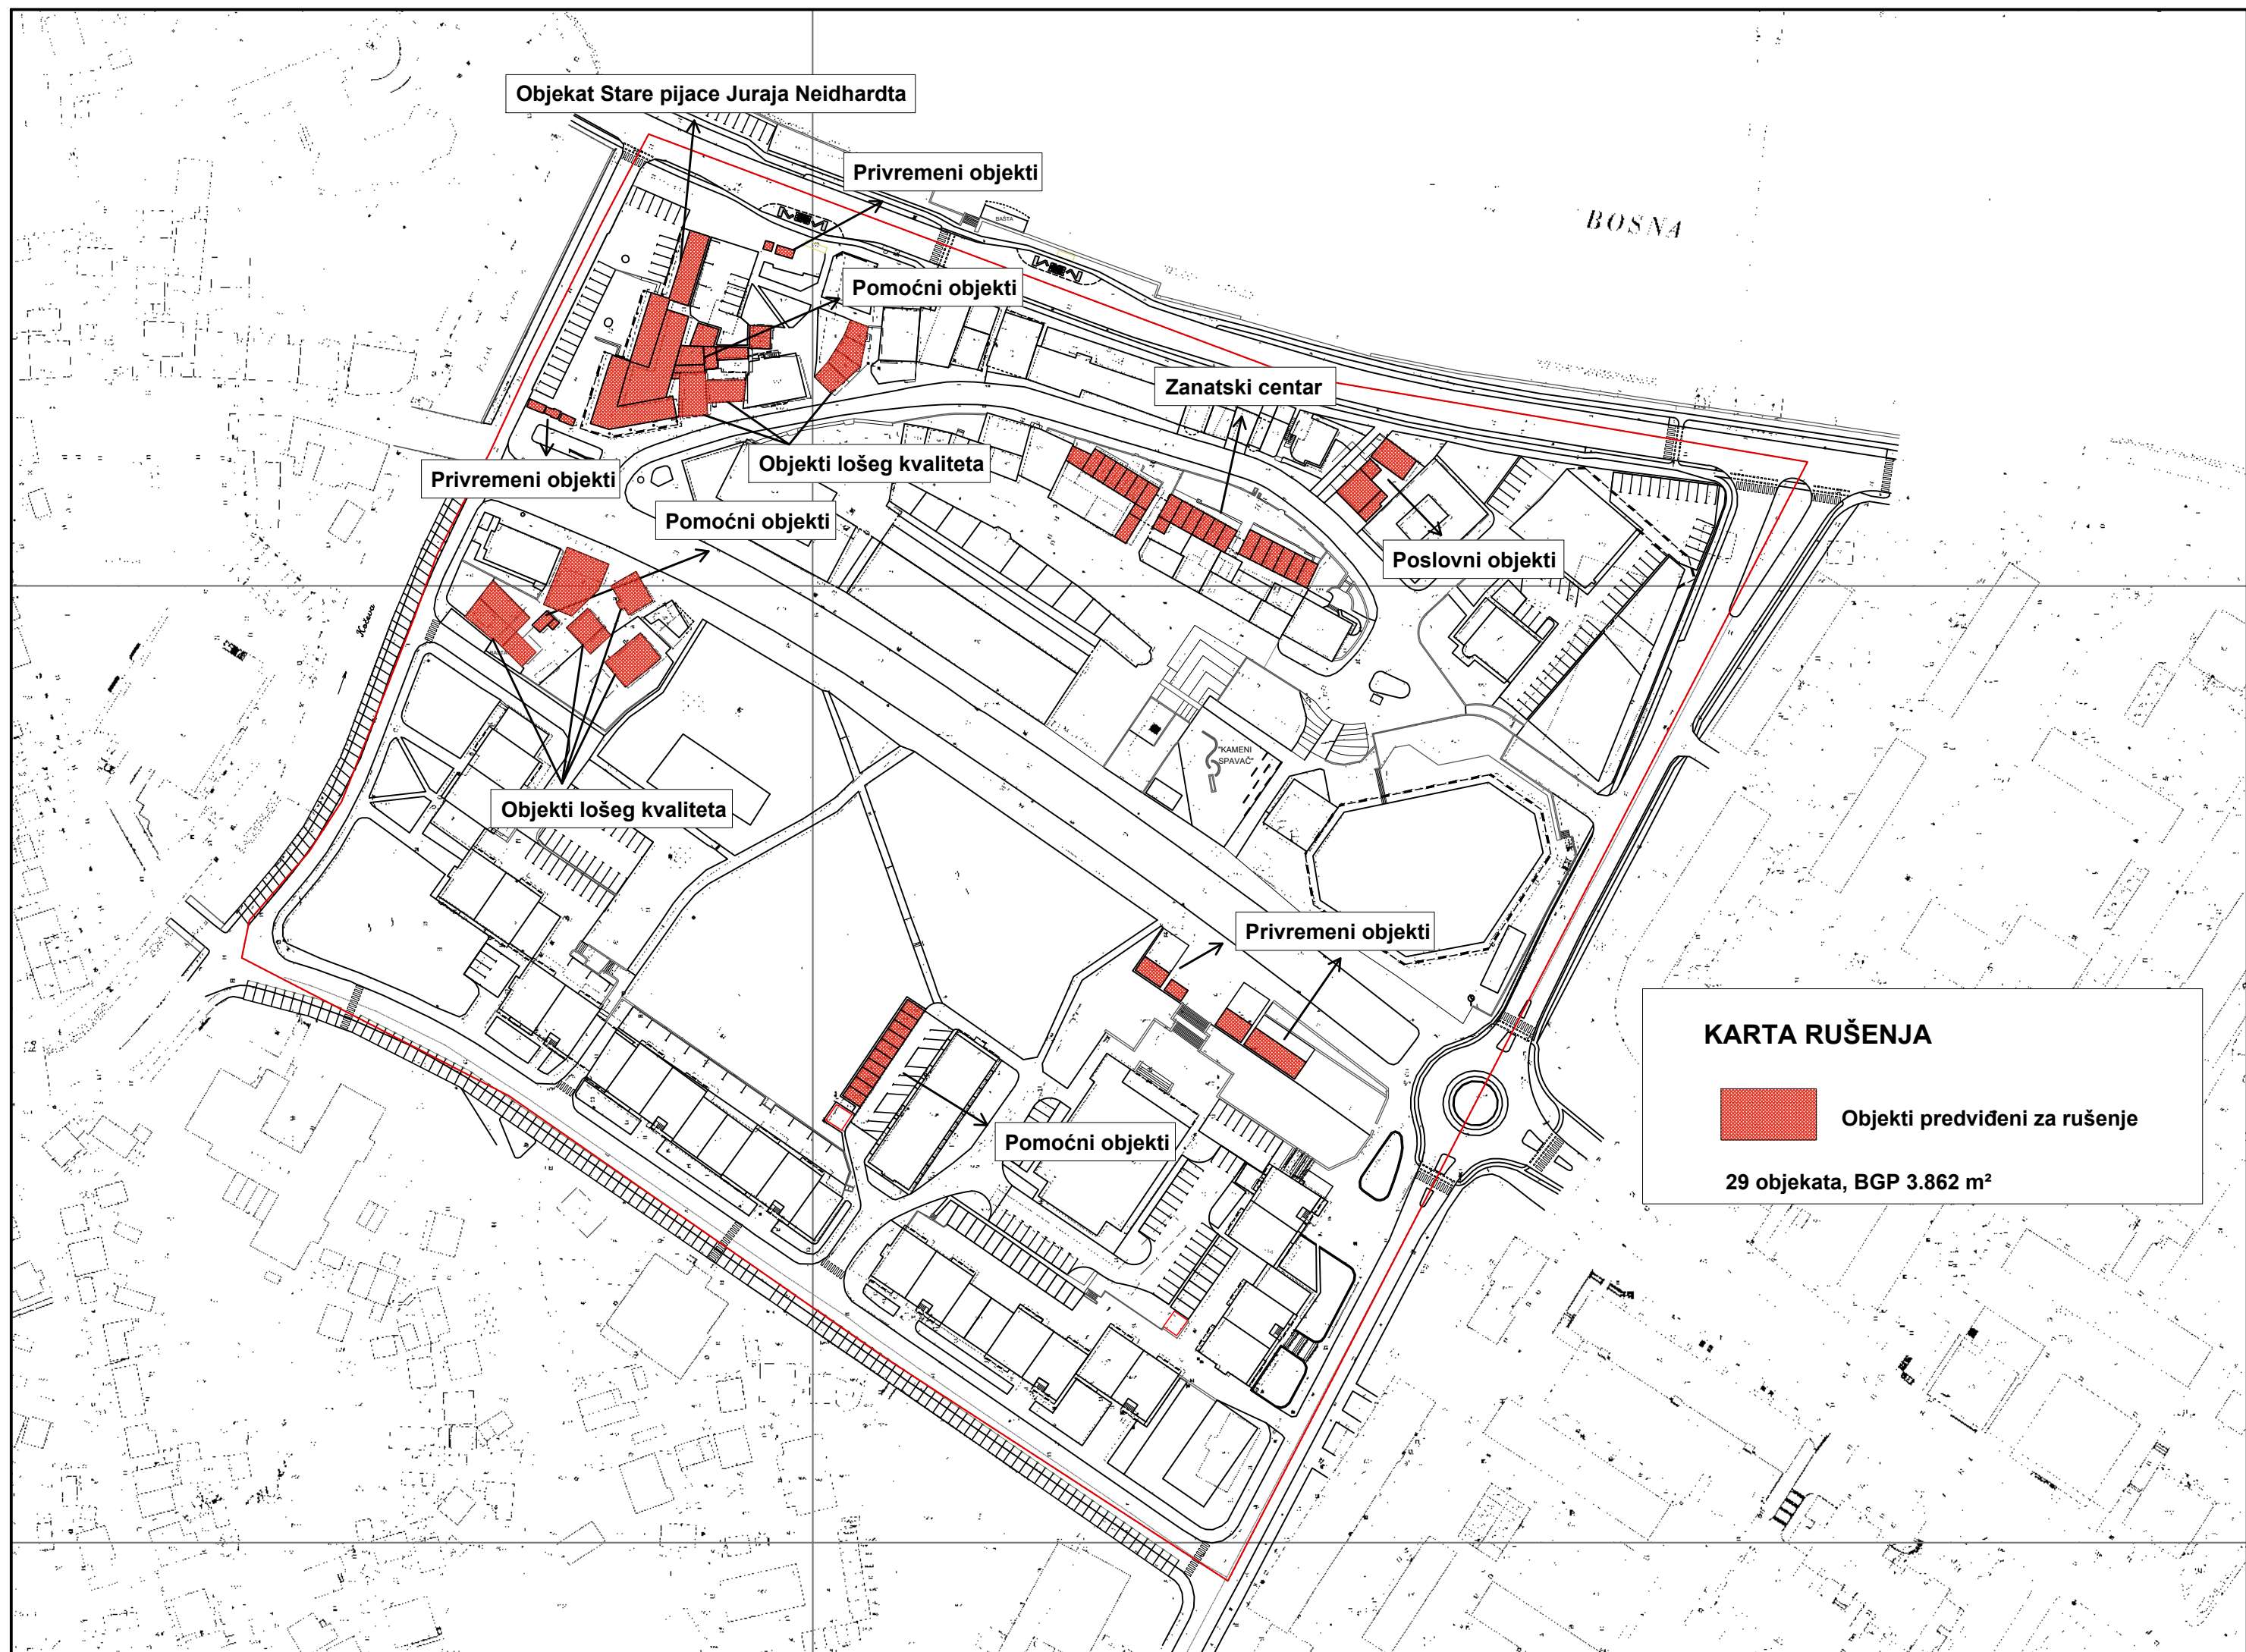 Objekat Stare pijace Juraja Neidhardta
Privremeni objekti
BAŠTA
BOSNA
Pomoćni objekti
Zanatski centar
Objekti lošeg kvaliteta
Privremeni objekti
Pomoćni objekti
Poslovni objekti
Koševa
"KAMENI
SPAVAČ"
Objekti lošeg kvaliteta
Privremeni objekti
Pomoćni objekti
KARTA RUŠENJA
Objekti predviđeni za rušenje
29 objekata, BGP 3.862 m²